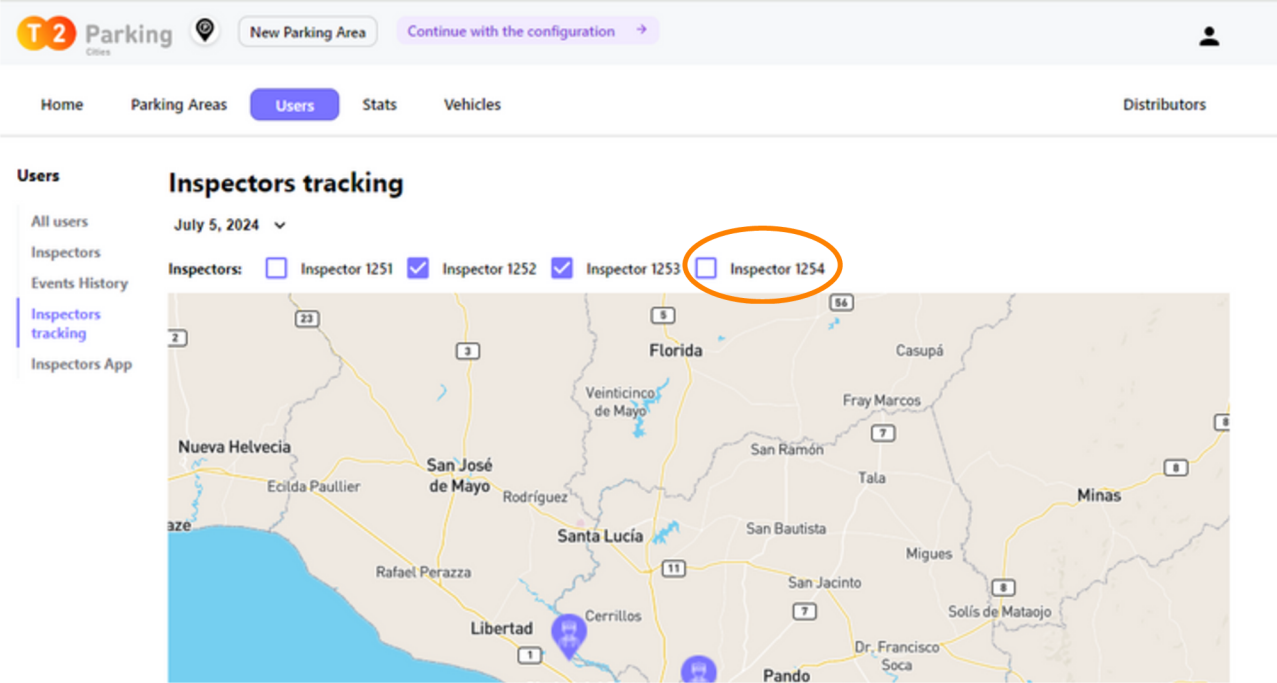 T2 Parking
Cities
New Parking Area
Continue with the configuration →
Home Parking Areas Users Stats Vehicles Distributors
Users
All users
Inspectors
Events History
Inspectors
tracking
Inspectors App
Inspectors tracking
July 5, 2024
Inspectors: Inspector 1251 Inspector 1252 Inspector 1253 Inspector 1254
56
23
5
2
3
Florida
Casupá
Veinticinco
de Mayo
Fray Marcos
8
7
Nueva Helvecia
San Ramón
San José
de Mayo
8
Tala
Ecilda Paullier
Rodríguez
Minas
aze
Santa Lucía
San Bautista
Migues
11
Rafael Perazza
San Jacinto
8
7
Solís de Mataojo
Cerrillos
Libertad
1
Dr. Francisco
Soca
Pando